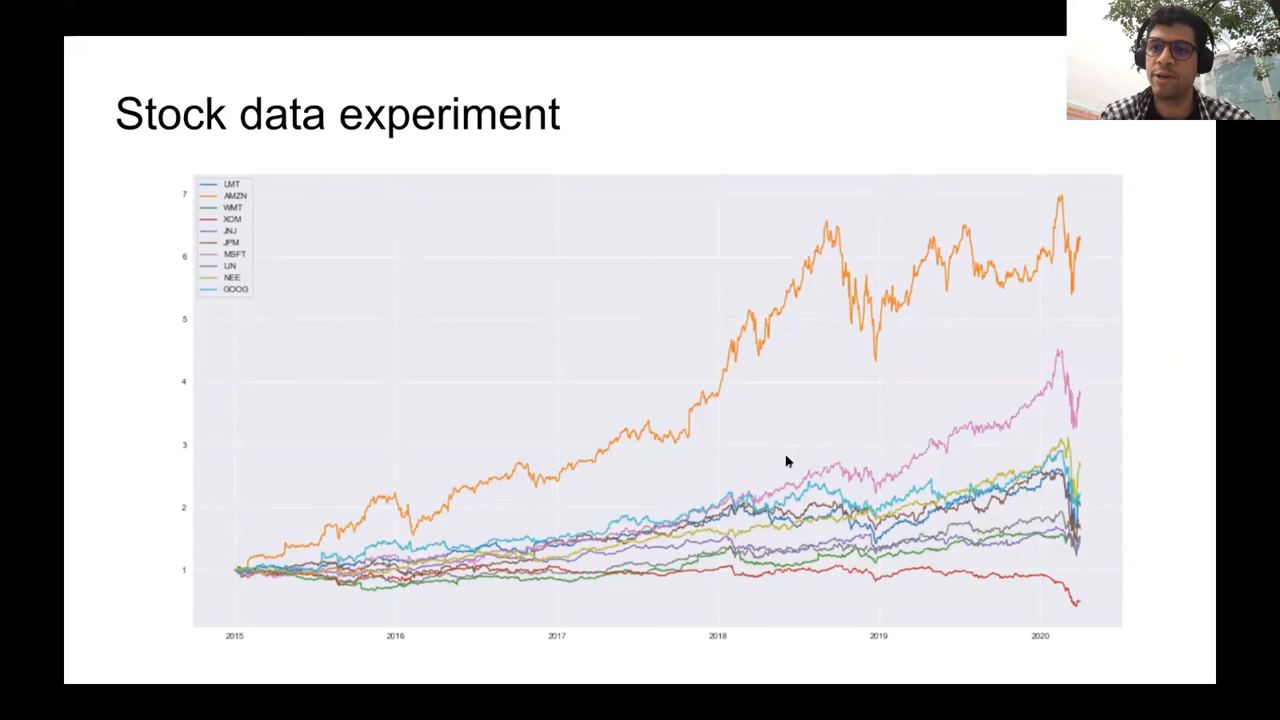 Stock data experiment
LMT
AMZN
WMT
XOM
JNJ
JPM
MSFT
LIN
NEE
GOOG
7
6
5
4
3
2
1
2015 2016 2017 2018 2019 2020